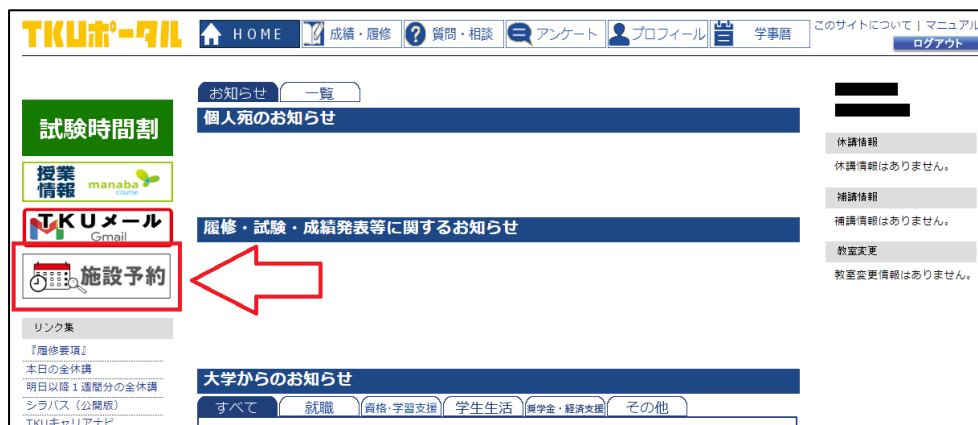 TKUポータル
HOME
成績・履修
質問・相談
アンケート
プロフィール
学事暦
このサイトについて | マニュアル
ログアウト
お知らせ
一覧
個人宛のお知らせ
試験時間割
授業
情報
manaba
course
TKUメール
Gmail
施設予約
履修・試験・成績発表等に関するお知らせ
休講情報
休講情報はありません。
補講情報
補講情報はありません。
教室変更
教室変更情報はありません。
リンク集
『履修要項』
本日の全休講
明日以降１週間分の全休講
シラバス（公開版）
TKUキャリアナビ
大学からのお知らせ
すべて
就職
資格・学習支援
学生生活
奨学金・経済支援
その他